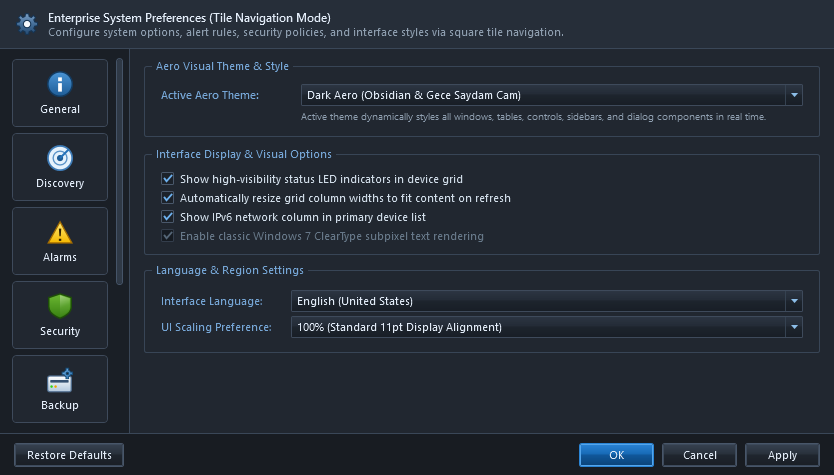 Enterprise System Preferences (Tile Navigation Mode)
Configure system options, alert rules, security policies, and interface styles via square tile navigation.
General
Discovery
Alarms
Security
Backup
Aero Visual Theme & Style
Active Aero Theme: Dark Aero (Obsidian & Gece Saydam Cam)
Active theme dynamically styles all windows, tables, controls, sidebars, and dialog components in real time.
Interface Display & Visual Options
Show high-visibility status LED indicators in device grid
Automatically resize grid column widths to fit content on refresh
Show IPv6 network column in primary device list
Enable classic Windows 7 ClearType subpixel text rendering
Language & Region Settings
Interface Language: English (United States)
UI Scaling Preference: 100% (Standard 11pt Display Alignment)
Restore Defaults
OK
Cancel
Apply